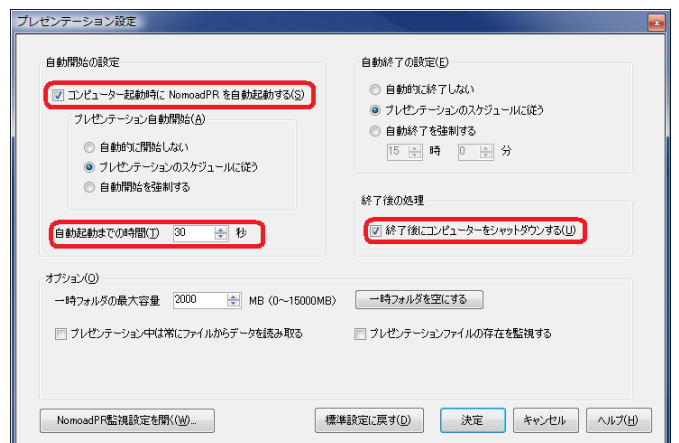 プレゼンテーション設定
自動開始の設定
コンピューター起動時に NomoadPR を自動起動する(S)
プレゼンテーション自動開始(A)
自動的に開始しない
プレゼンテーションのスケジュールに従う
自動開始を強制する
自動起動までの時間(T) 30 秒
自動終了の設定(E)
自動的に終了しない
プレゼンテーションのスケジュールに従う
自動終了を強制する
15 時 0 分
終了後の処理
終了後にコンピューターをシャットダウンする(U)
オプション(O)
一時フォルダの最大容量 2000 MB (0～15000MB) 一時フォルダを空にする
プレゼンテーション中は常にファイルからデータを読み取る プレゼンテーションファイルの存在を監視する
NomoadPR監視設定を開く(W)... 標準設定に戻す(D) 決定 キャンセル ヘルプ(H)